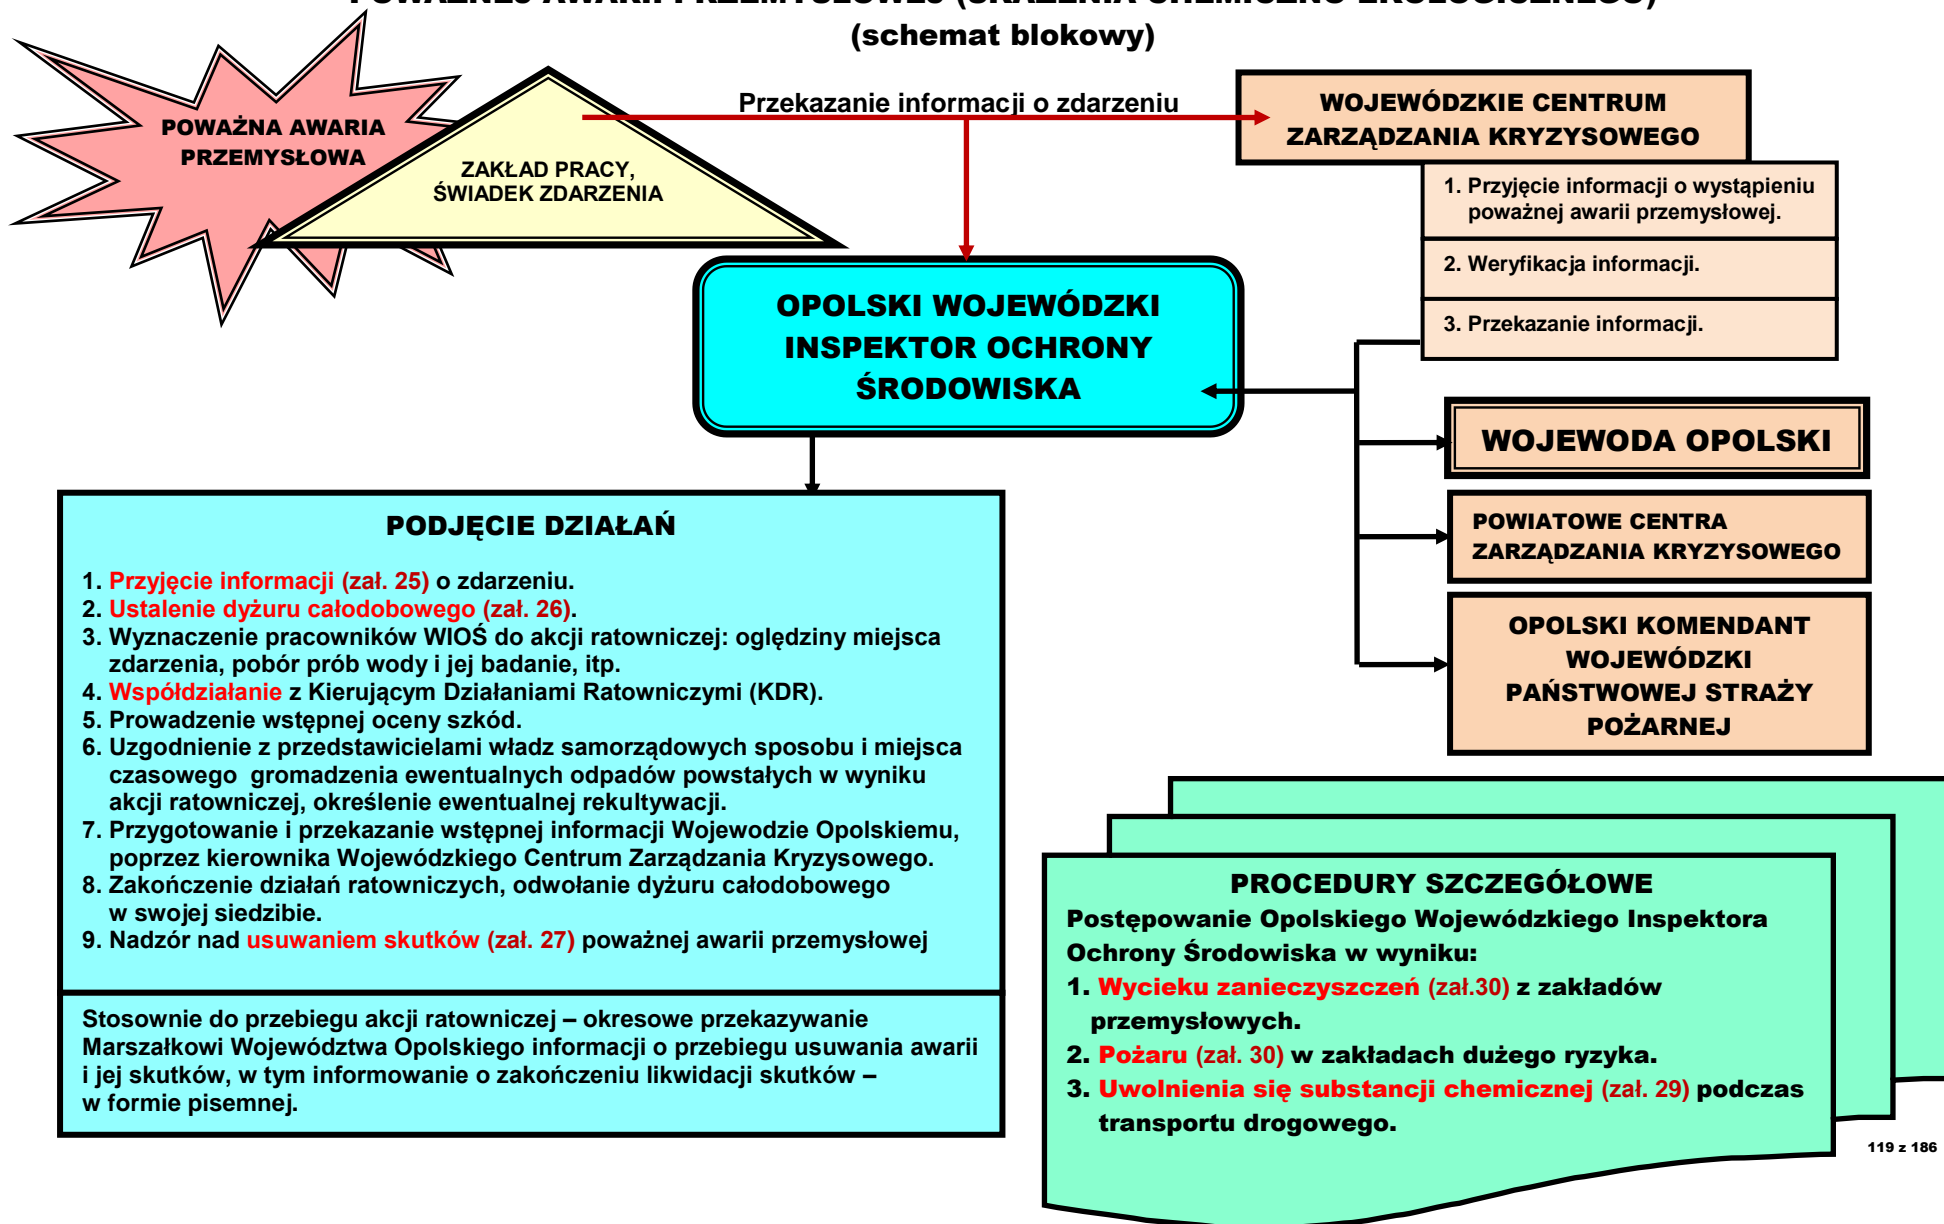 POWAŻNEJ AWARII PRZEMYSŁOWEJ (SKAŻENIA CHEMICZNO-EKOLOGICZNEGO)
(schemat blokowy)
POWAŻNA AWARIA
PRZEMYSŁOWA
ZAKŁAD PRACY,
ŚWIADEK ZDARZENIA
Przekazanie informacji o zdarzeniu
WOJEWÓDZKIE CENTRUM
ZARZĄDZANIA KRYZYSOWEGO
1. Przyjęcie informacji o wystąpieniu
poważnej awarii przemysłowej.
2. Weryfikacja informacji.
3. Przekazanie informacji.
OPOLSKI WOJEWÓDZKI
INSPEKTOR OCHRONY
ŚRODOWISKA
WOJEWODA OPOLSKI
POWIATOWE CENTRA
ZARZĄDZANIA KRYZYSOWEGO
OPOLSKI KOMENDANT
WOJEWÓDZKI
PAŃSTWOWEJ STRAŻY
POŻARNEJ
PODJĘCIE DZIAŁAŃ
1. Przyjęcie informacji (zał. 25) o zdarzeniu.
2. Ustalenie dyżuru całodobowego (zał. 26).
3. Wyznaczenie pracowników WIOŚ do akcji ratowniczej: oględziny miejsca
zdarzenia, pobór prób wody i jej badanie, itp.
4. Współdziałanie z Kierującym Działaniami Ratowniczymi (KDR).
5. Prowadzenie wstępnej oceny szkód.
6. Uzgodnienie z przedstawicielami władz samorządowych sposobu i miejsca
czasowego gromadzenia ewentualnych odpadów powstałych w wyniku
akcji ratowniczej, określenie ewentualnej rekultywacji.
7. Przygotowanie i przekazanie wstępnej informacji Wojewodzie Opolskiemu,
poprzez kierownika Wojewódzkiego Centrum Zarządzania Kryzysowego.
8. Zakończenie działań ratowniczych, odwołanie dyżuru całodobowego
w swojej siedzibie.
9. Nadzór nad usuwaniem skutków (zał. 27) poważnej awarii przemysłowej
Stosownie do przebiegu akcji ratowniczej – okresowe przekazywanie
Marszałkowi Województwa Opolskiego informacji o przebiegu usuwania awarii
i jej skutków, w tym informowanie o zakończeniu likwidacji skutków –
w formie pisemnej.
PROCEDURY SZCZEGÓŁOWE
Postępowanie Opolskiego Wojewódzkiego Inspektora
Ochrony Środowiska w wyniku:
1. Wycieku zanieczyszczeń (zał.30) z zakładów
przemysłowych.
2. Pożaru (zał. 30) w zakładach dużego ryzyka.
3. Uwolnienia się substancji chemicznej (zał. 29) podczas
transportu drogowego.
119 z 186